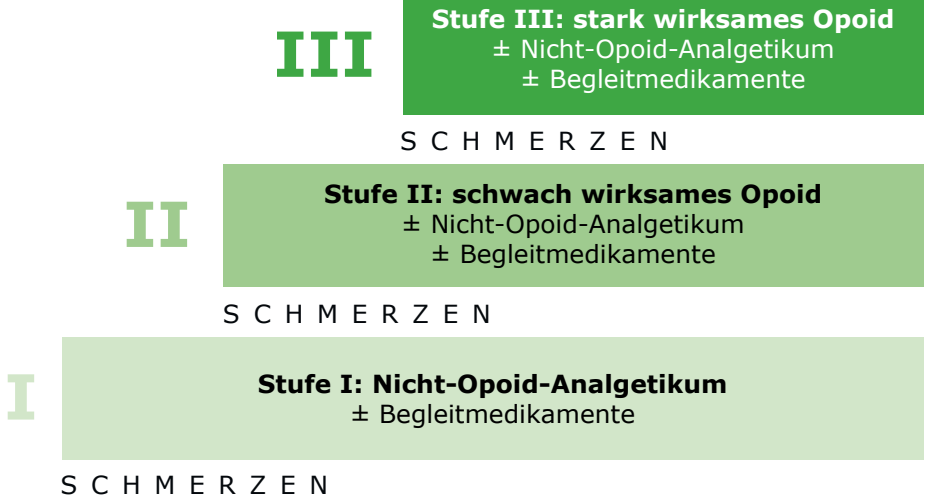 III
Stufe III: stark wirksames Opoid
± Nicht-Opoid-Analgetikum
± Begleitmedikamente
S C H M E R Z E N
II
Stufe II: schwach wirksames Opoid
± Nicht-Opoid-Analgetikum
± Begleitmedikamente
S C H M E R Z E N
I
Stufe I: Nicht-Opoid-Analgetikum
± Begleitmedikamente
S C H M E R Z E N